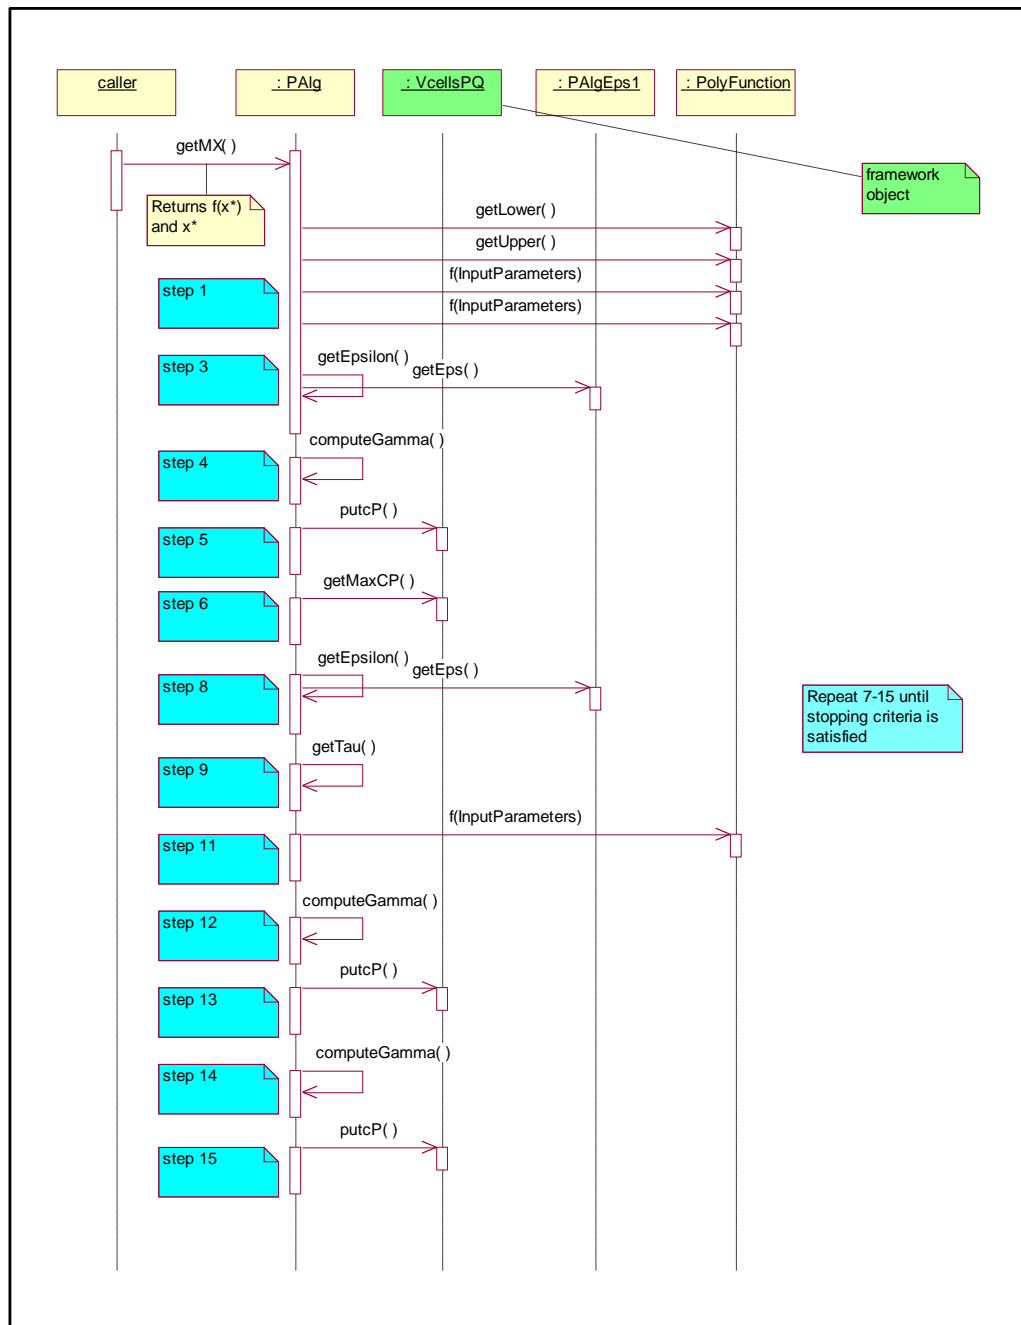 caller
: PAlg
: VcellsPQ
: PAlgEps1
: PolyFunction
getMX( )
framework
object
Returns f(x*)
and x*
getLower( )
getUpper( )
step 1
f(InputParameters)
f(InputParameters)
step 3
getEpsilon( )
getEps( )
computeGamma( )
step 4
putcP( )
step 5
getMaxCP( )
step 6
getEpsilon( )
getEps( )
step 8
Repeat 7-15 until
stopping criteria is
satisfied
getTau( )
step 9
f(InputParameters)
step 11
computeGamma( )
step 12
putcP( )
step 13
computeGamma( )
step 14
putcP( )
step 15